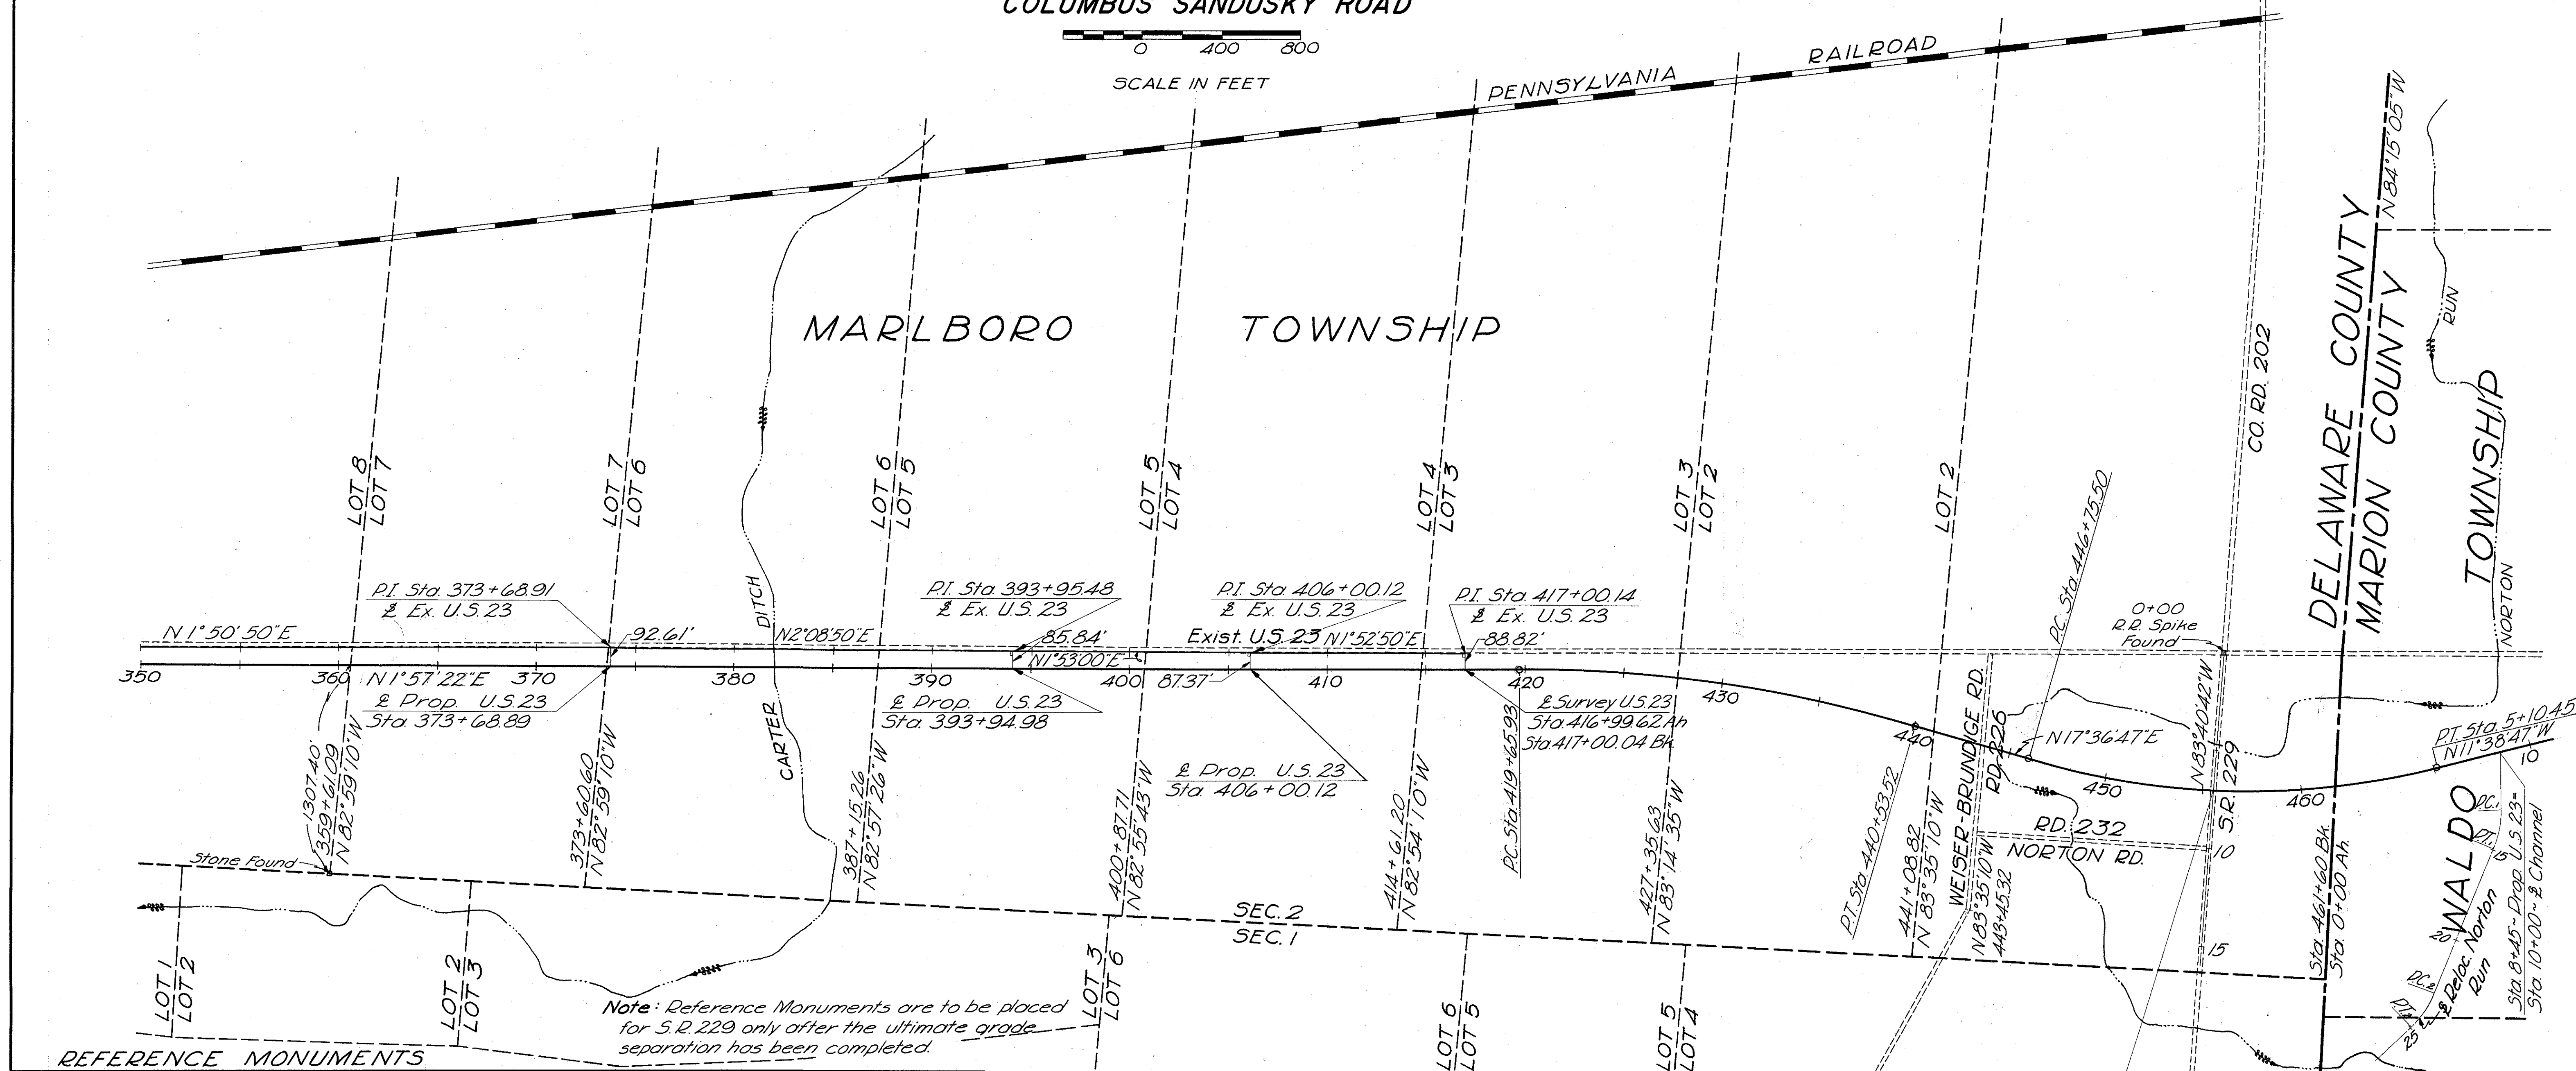 COLUMBUS SANDUSKY ROAD
0 400 800
SCALE IN FEET
PENNSYLVANIA RAILROAD
N 84° 15' 05" W
MARLBORO TOWNSHIP
DELAWARE COUNTY
MARION COUNTY
CO. RD. 202
RUN
TOWNSHIP
NORTON
WALDO
LOT 8
LOT 7
LOT 7
LOT 6
LOT 6
LOT 5
LOT 5
LOT 4
LOT 4
LOT 3
LOT 3
LOT 2
LOT 2
P.I. Sta. 373+68.91
℄ Ex. U.S. 23
P.I. Sta. 393+95.48
℄ Ex. U.S. 23
P.I. Sta. 406+00.12
℄ Ex. U.S. 23
P.I. Sta. 417+00.14
℄ Ex. U.S. 23
P.C. Sta. 446+75.50
0+00
R.R. Spike
Found
N 1° 50' 50" E
92.61'
N2°08'50"E
85.84'
Exist. U.S. 23 N1°52'50"E
88.82'
N1°53'00"E
87.37'
350
360
N 1° 57' 22" E
370
380
390
400
410
420
430
440
450
460
10
℄ Prop. U.S. 23
Sta. 373+68.89
℄ Prop. U.S. 23
Sta. 393+94.98
℄ Prop. U.S. 23
Sta. 406+00.12
℄ Survey U.S. 23
Sta. 416+99.62 Ah
Sta. 417+00.04 Bk.
CARTER DITCH
N17°36'47"E
P.T. Sta. 5+10.45
N11°38'47"W
1307.40'
359+61.09
N 82° 59' 10" W
373+60.60
N 82° 59' 10" W
387+15.26
N 82° 57' 26" W
400+87.71
N 82° 55' 43" W
414+61.20
N 82° 54' 10" W
P.C. Sta. 419+65.93
427+35.63
N 83° 14' 35" W
P.T. Sta. 440+53.52
441+08.82
N 83° 35' 10" W
WEISER-BRUNDIGE RD.
RD. 226
N83°35'10"W
443+45.32
RD. 232
NORTON RD.
N83°40'42"W
S.R. 229
10
15
Sta. 461+60 Bk.
Sta. 0+00 Ah.
P.C.1
P.T.1
15
20
P.C.2
25
℄ Reloc. Norton
Run
Sta. 8+45~ Prop. U.S. 23=
Sta. 10+00~ ℄ Channel
Stone Found
SEC. 2
SEC. 1
LOT 1
LOT 2
LOT 2
LOT 3
LOT 3
LOT 6
LOT 6
LOT 5
LOT 5
LOT 4
Note: Reference Monuments are to be placed
for S.R. 229 only after the ultimate grade
separation has been completed.
REFERENCE MONUMENTS